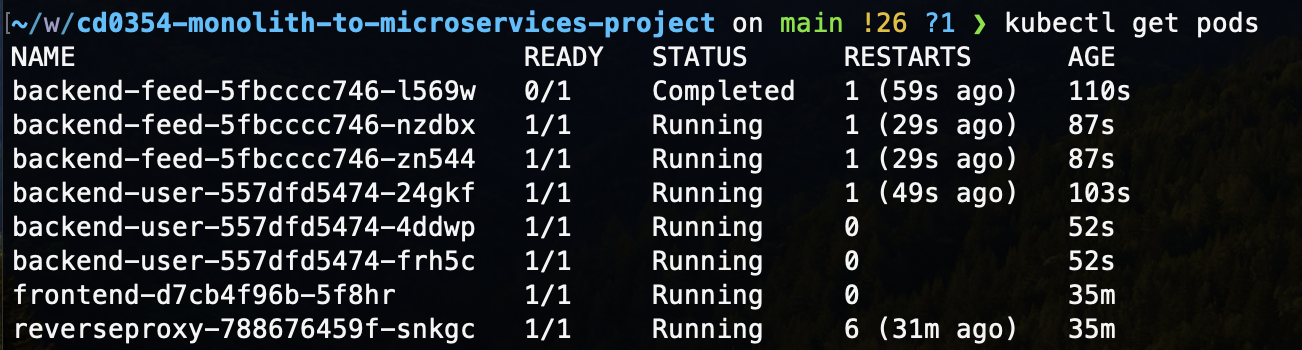 ~/w/cd0354-monolith-to-microservices-project on main !26 ?1 ❯ kubectl get pods
NAME READY STATUS RESTARTS AGE
backend-feed-5fbcccc746-l569w 0/1 Completed 1 (59s ago) 110s
backend-feed-5fbcccc746-nzdbx 1/1 Running 1 (29s ago) 87s
backend-feed-5fbcccc746-zn544 1/1 Running 1 (29s ago) 87s
backend-user-557dfd5474-24gkf 1/1 Running 1 (49s ago) 103s
backend-user-557dfd5474-4ddwp 1/1 Running 0 52s
backend-user-557dfd5474-frh5c 1/1 Running 0 52s
frontend-d7cb4f96b-5f8hr 1/1 Running 0 35m
reverseproxy-788676459f-snkgc 1/1 Running 6 (31m ago) 35m